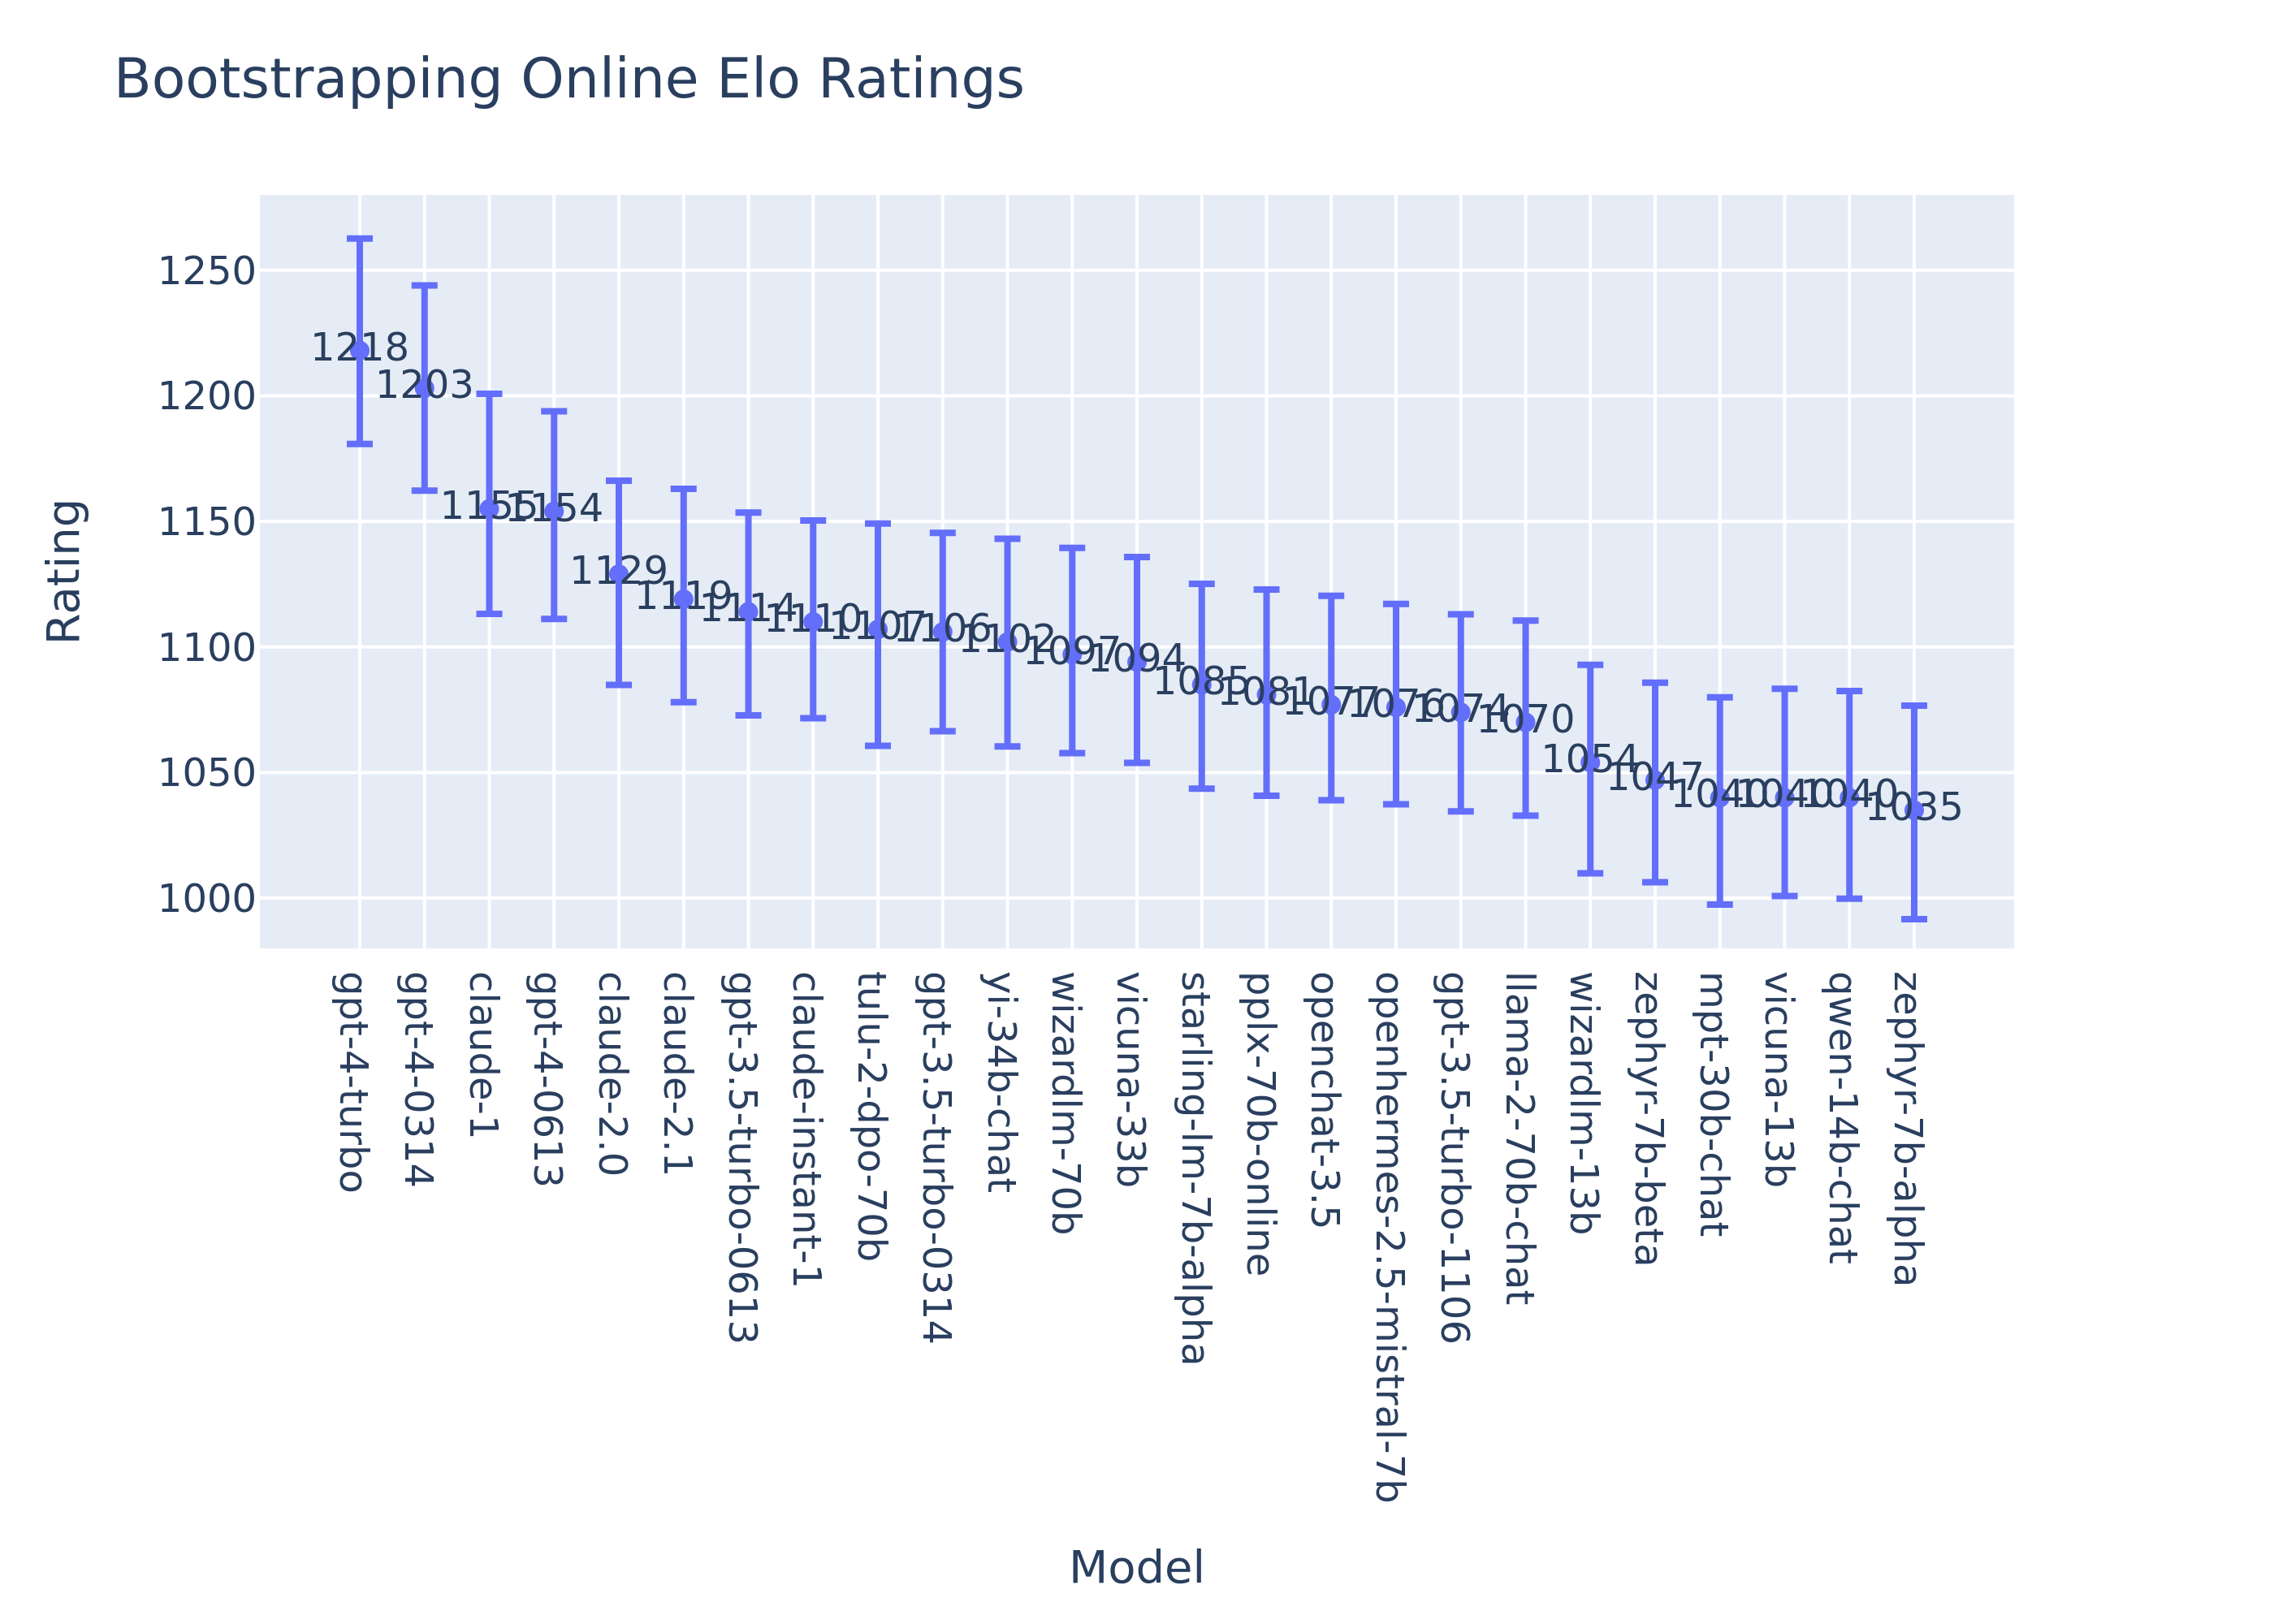 Bootstrapping Online Elo Ratings
Rating
1250
1200
1150
1100
1050
1000
1218
1203
1155
1154
1129
1119
1114
1110
1107
1106
1102
1097
1094
1085
1081
1077
1076
1074
1070
1054
1047
1040
1040
1040
1035
gpt-4-turbo
gpt-4-0314
claude-1
gpt-4-0613
claude-2.0
claude-2.1
gpt-3.5-turbo-0613
claude-instant-1
tulu-2-dpo-70b
gpt-3.5-turbo-0314
yi-34b-chat
wizardlm-70b
vicuna-33b
starling-lm-7b-alpha
pplx-70b-online
openchat-3.5
openhermes-2.5-mistral-7b
gpt-3.5-turbo-1106
llama-2-70b-chat
wizardlm-13b
zephyr-7b-beta
mpt-30b-chat
vicuna-13b
qwen-14b-chat
zephyr-7b-alpha
Model